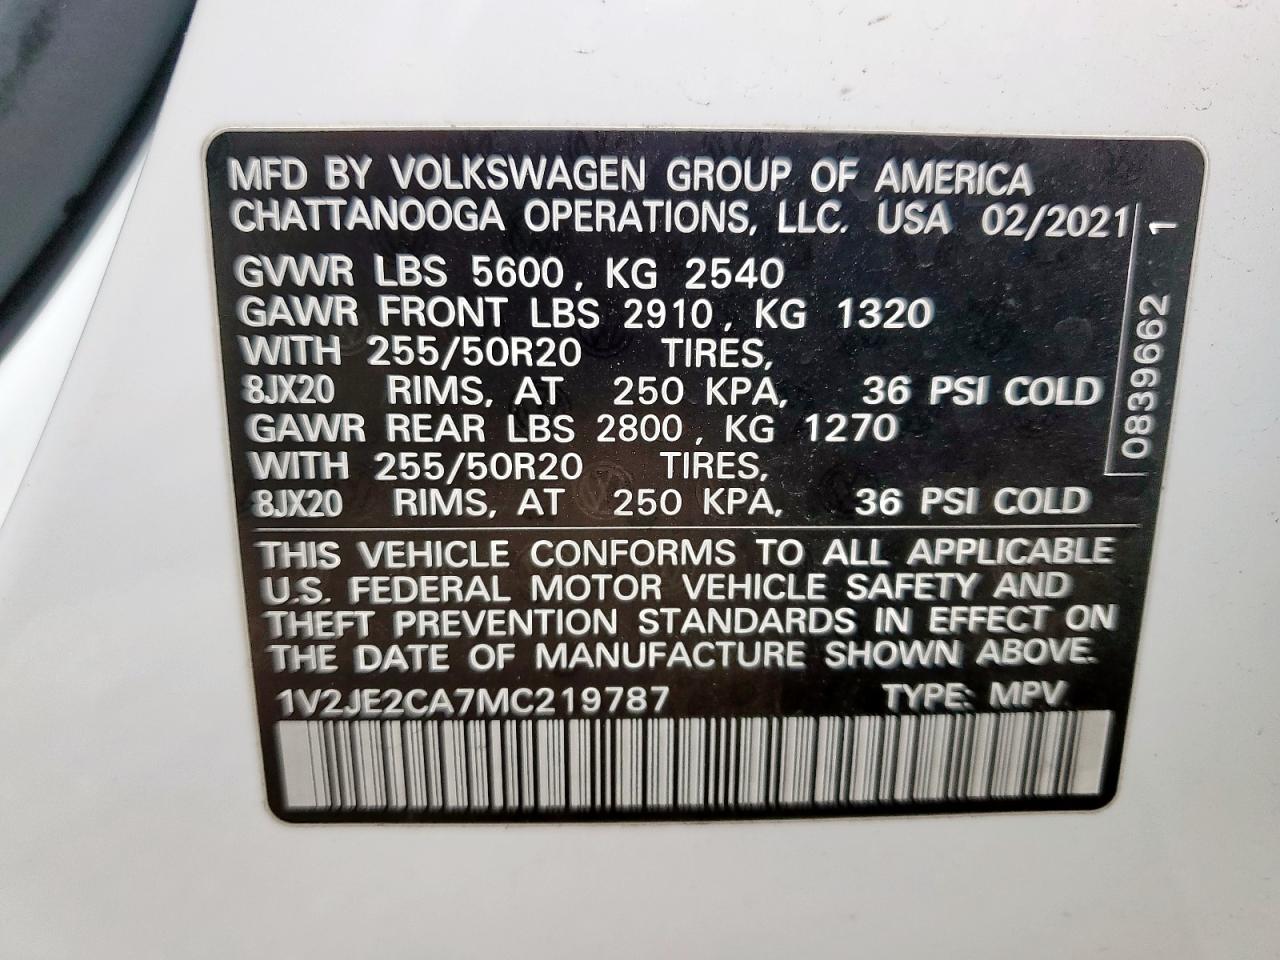 MFD BY VOLKSWAGEN GROUP OF AMERICA
CHATTANOOGA OPERATIONS, LLC. USA 02/2021
GVWR LBS 5600, KG 2540
GAWR FRONT LBS 2910, KG 1320
WITH 255/50R20 TIRES,
8JX20 RIMS, AT 250 KPA, 36 PSI COLD
GAWR REAR LBS 2800, KG 1270
WITH 255/50R20 TIRES,
8JX20 RIMS, AT 250 KPA, 36 PSI COLD
0839662 1
THIS VEHICLE CONFORMS TO ALL APPLICABLE
U.S. FEDERAL MOTOR VEHICLE SAFETY AND
THEFT PREVENTION STANDARDS IN EFFECT ON
THE DATE OF MANUFACTURE SHOWN ABOVE.
1V2JE2CA7MC219787 TYPE: MPV